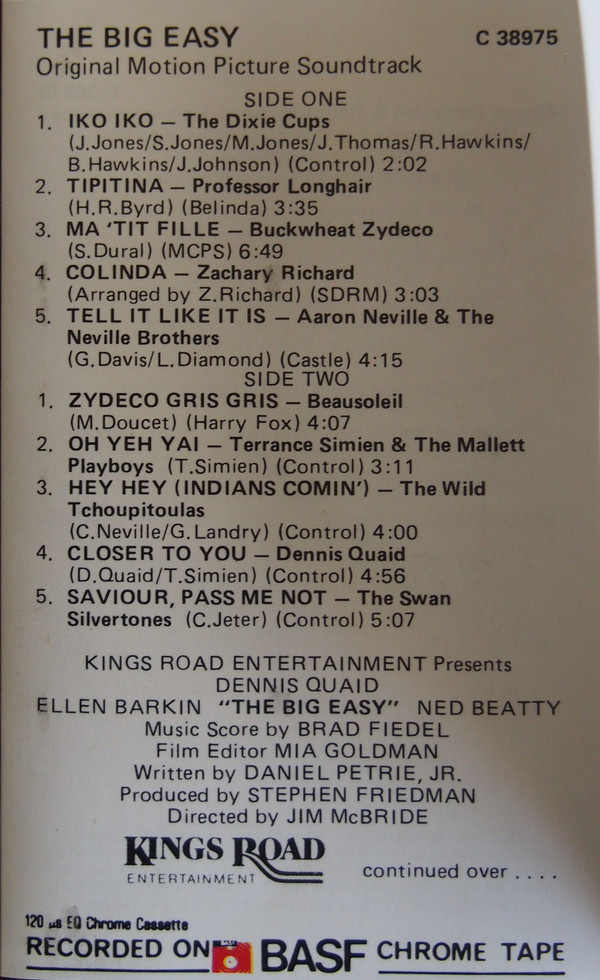 THE BIG EASY C 38975
Original Motion Picture Soundtrack
SIDE ONE
1. IKO IKO — The Dixie Cups
(J.Jones/S.Jones/M.Jones/J.Thomas/R.Hawkins/
B.Hawkins/J.Johnson) (Control) 2:02
2. TIPITINA — Professor Longhair
(H.R.Byrd) (Belinda) 3:35
3. MA 'TIT FILLE — Buckwheat Zydeco
(S.Dural) (MCPS) 6:49
4. COLINDA — Zachary Richard
(Arranged by Z.Richard) (SDRM) 3:03
5. TELL IT LIKE IT IS — Aaron Neville & The
Neville Brothers
(G.Davis/L.Diamond) (Castle) 4:15
SIDE TWO
1. ZYDECO GRIS GRIS — Beausoleil
(M.Doucet) (Harry Fox) 4:07
2. OH YEH YAI — Terrance Simien & The Mallett
Playboys (T.Simien) (Control) 3:11
3. HEY HEY (INDIANS COMIN') — The Wild
Tchoupitoulas
(C.Neville/G.Landry) (Control) 4:00
4. CLOSER TO YOU — Dennis Quaid
(D.Quaid/T.Simien) (Control) 4:56
5. SAVIOUR, PASS ME NOT — The Swan
Silvertones (C.Jeter) (Control) 5:07
KINGS ROAD ENTERTAINMENT Presents
DENNIS QUAID
ELLEN BARKIN "THE BIG EASY" NED BEATTY
Music Score by BRAD FIEDEL
Film Editor MIA GOLDMAN
Written by DANIEL PETRIE, JR.
Produced by STEPHEN FRIEDMAN
Directed by JIM McBRIDE
KINGS ROAD
ENTERTAINMENT
continued over ....
120 µs EQ Chrome Cassette
RECORDED ON BASF CHROME TAPE